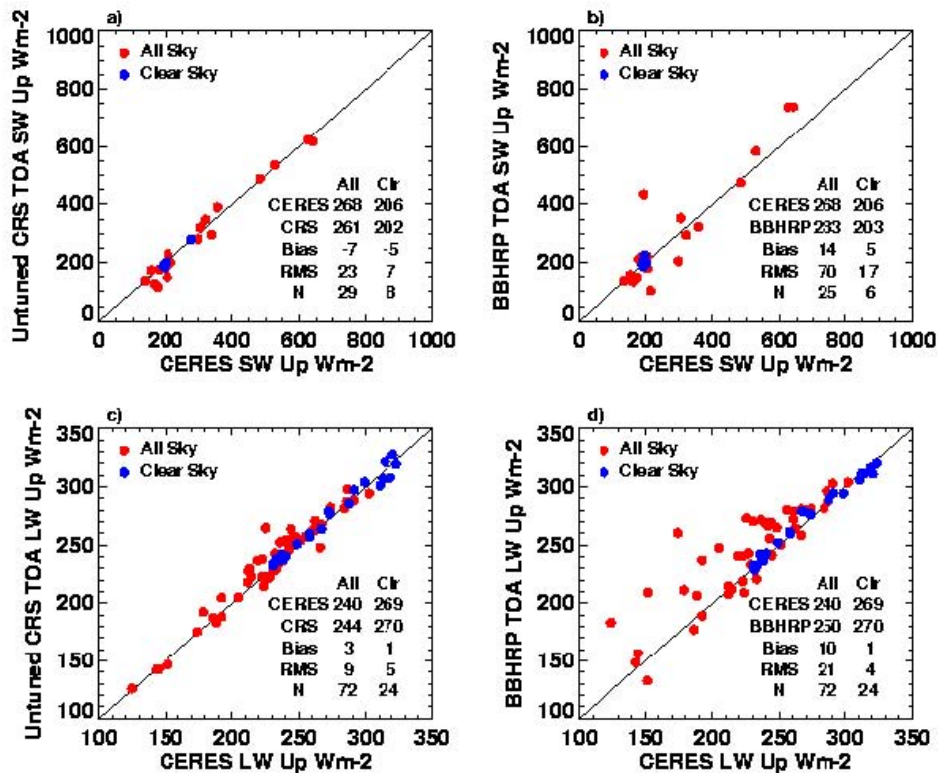 a)
Untuned CRS TOA SW Up Wm-2
1000
800
600
400
200
0
All Sky
Clear Sky
All Clr
CERES 268 206
CRS 261 202
Bias -7 -5
RMS 23 7
N 29 8
0 200 400 600 800 1000
CERES SW Up Wm-2
b)
BBHRP TOA SW Up Wm-2
1000
800
600
400
200
0
All Sky
Clear Sky
All Clr
CERES 268 206
BBHRP 283 203
Bias 14 5
RMS 70 17
N 25 6
0 200 400 600 800 1000
CERES SW Up Wm-2
c)
Untuned CRS TOA LW Up Wm-2
350
300
250
200
150
100
All Sky
Clear Sky
All Clr
CERES 240 269
CRS 244 270
Bias 3 1
RMS 9 5
N 72 24
100 150 200 250 300 350
CERES LW Up Wm-2
d)
BBHRP TOA LW Up Wm-2
350
300
250
200
150
100
All Sky
Clear Sky
All Clr
CERES 240 269
BBHRP 250 270
Bias 10 1
RMS 21 4
N 72 24
100 150 200 250 300 350
CERES LW Up Wm-2